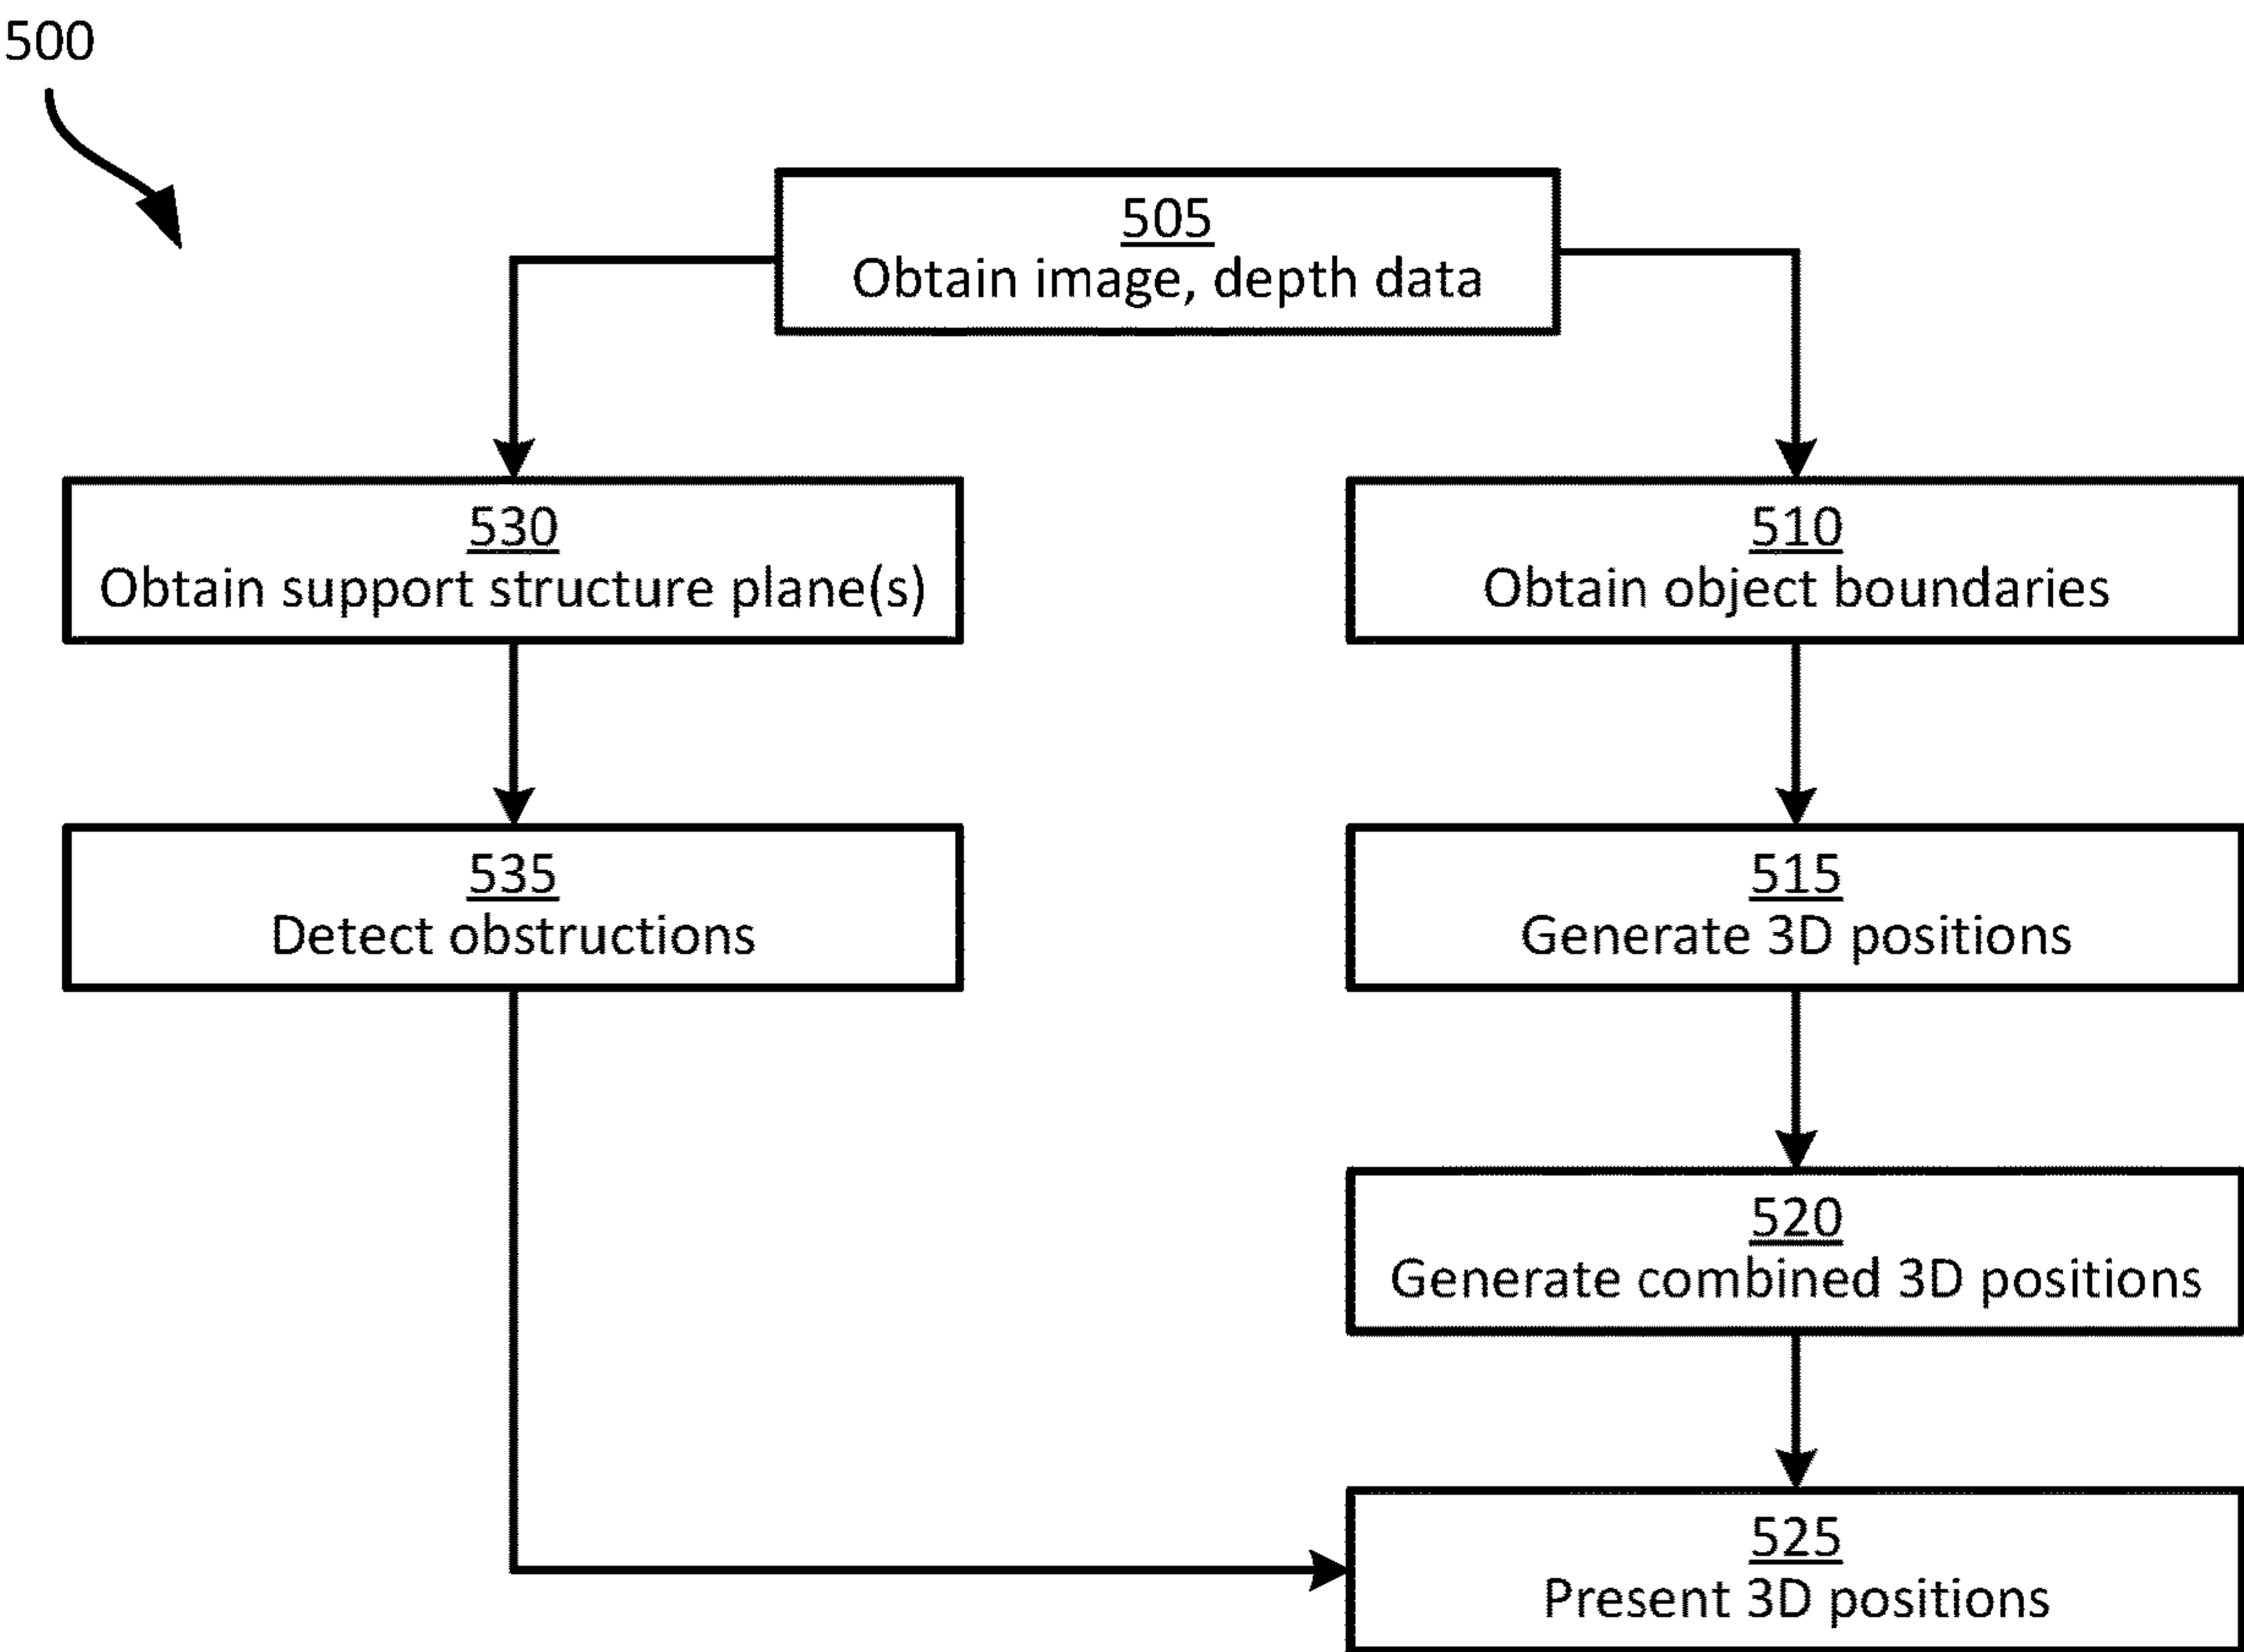 500
505
Obtain image, depth data
530
Obtain support structure plane(s)
510
Obtain object boundaries
535
Detect obstructions
515
Generate 3D positions
520
Generate combined 3D positions
525
Present 3D positions